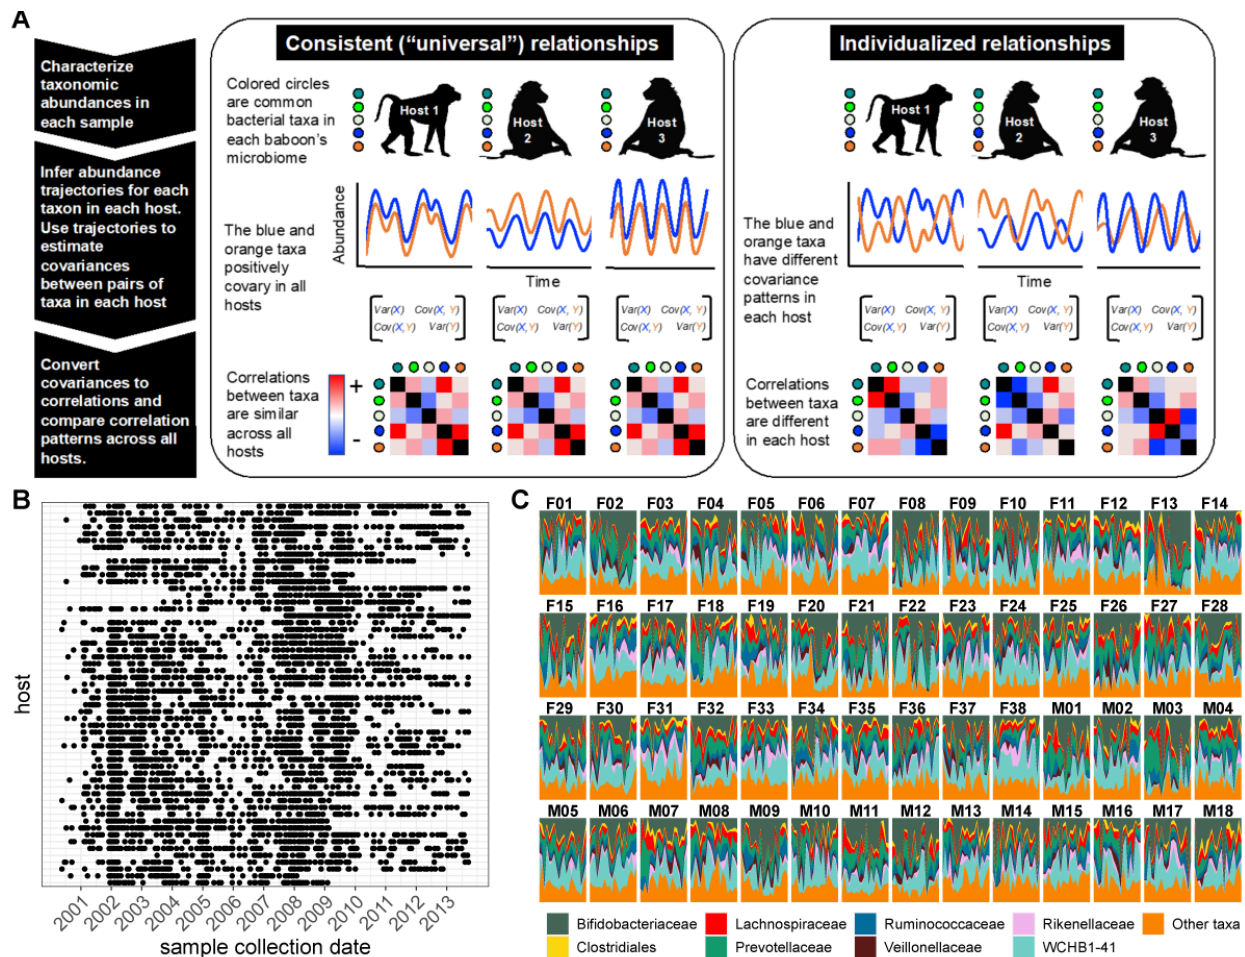 A
Characterize
taxonomic
abundances in
each sample
Infer abundance
trajectories for each
taxon in each host.
Use trajectories to
estimate
covariances
between pairs of
taxa in each host
Convert
covariances to
correlations and
compare correlation
patterns across all
hosts.
Consistent (“universal”) relationships
Colored circles
are common
bacterial taxa in
each baboon’s
microbiome
Host 1
Host
2
Host
3
The blue and
orange taxa
positively
covary in all
hosts
Abundance
Time
Var(X) Cov(X, Y)
Cov(X,Y) Var(Y)
Var(X) Cov(X, Y)
Cov(X,Y) Var(Y)
Var(X) Cov(X, Y)
Cov(X,Y) Var(Y)
Correlations
between taxa
are similar
across all
hosts
+
-
Individualized relationships
Host 1
Host
2
Host
3
The blue and
orange taxa
have different
covariance
patterns in
each host
Time
Var(X) Cov(X, Y)
Cov(X,Y) Var(Y)
Var(X) Cov(X, Y)
Cov(X,Y) Var(Y)
Var(X) Cov(X, Y)
Cov(X,Y) Var(Y)
Correlations
between taxa
are different
in each host
B
host
2001 2002 2003 2004 2005 2006 2007 2008 2009 2010 2011 2012 2013
sample collection date
C
F01 F02 F03 F04 F05 F06 F07 F08 F09 F10 F11 F12 F13 F14
F15 F16 F17 F18 F19 F20 F21 F22 F23 F24 F25 F26 F27 F28
F29 F30 F31 F32 F33 F34 F35 F36 F37 F38 M01 M02 M03 M04
M05 M06 M07 M08 M09 M10 M11 M12 M13 M14 M15 M16 M17 M18
Bifidobacteriaceae Lachnospiraceae Ruminococcaceae Rikenellaceae Other taxa
Clostridiales Prevotellaceae Veillonellaceae WCHB1-41